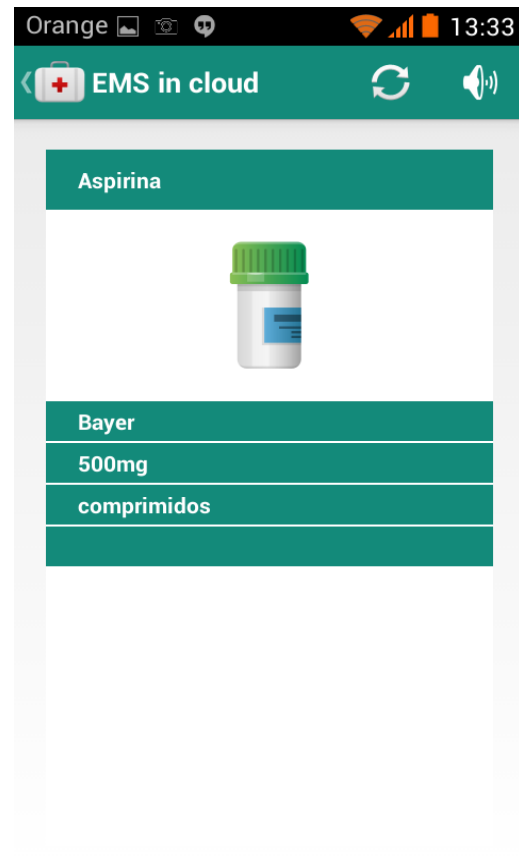 Orange 13:33
EMS in cloud
Aspirina
Bayer
500mg
comprimidos